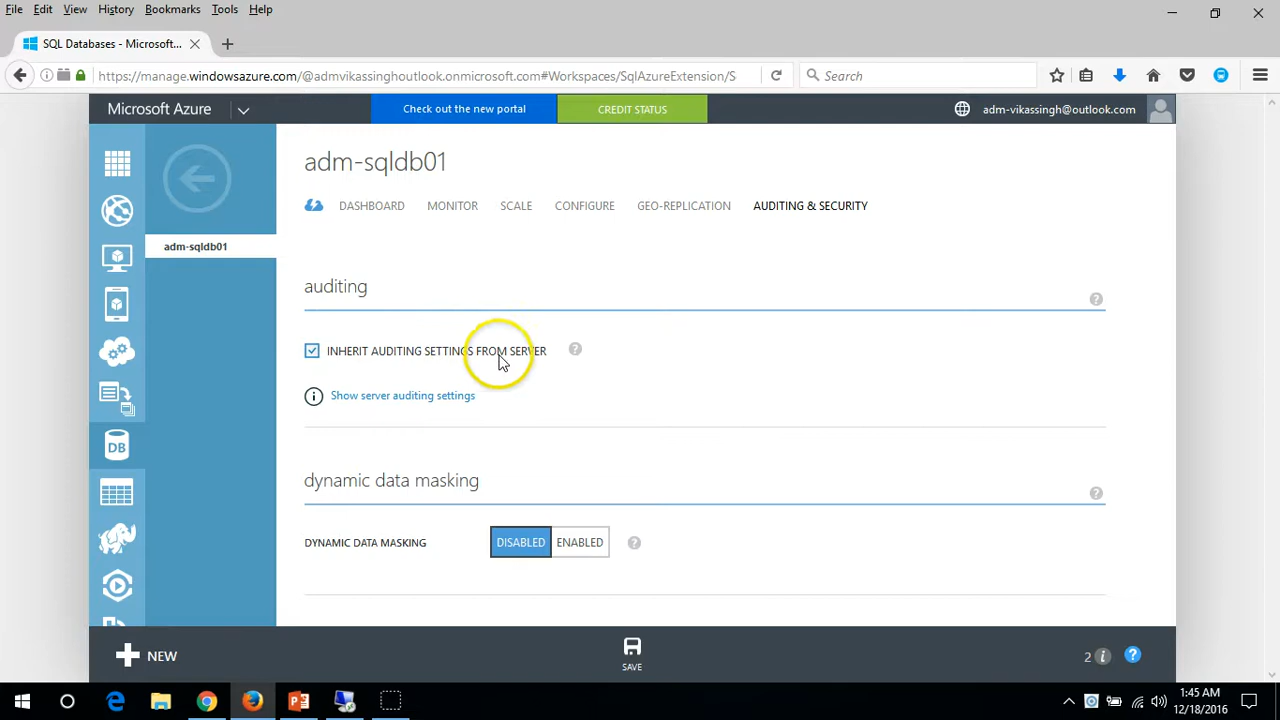 File Edit View History Bookmarks Tools Help
SQL Databases - Microsoft...
https://manage.windowsazure.com/@admvikassinghoutlook.onmicrosoft.com#Workspaces/SqlAzureExtension/S
Search
Microsoft Azure
Check out the new portal
CREDIT STATUS
adm-vikassingh@outlook.com
adm-sqldb01
DASHBOARD MONITOR SCALE CONFIGURE GEO-REPLICATION AUDITING & SECURITY
adm-sqldb01
auditing
?
INHERIT AUDITING SETTINGS FROM SERVER ?
i Show server auditing settings
DB
dynamic data masking
?
DYNAMIC DATA MASKING DISABLED ENABLED ?
NEW
SAVE
2 i ?
1:45 AM
12/18/2016